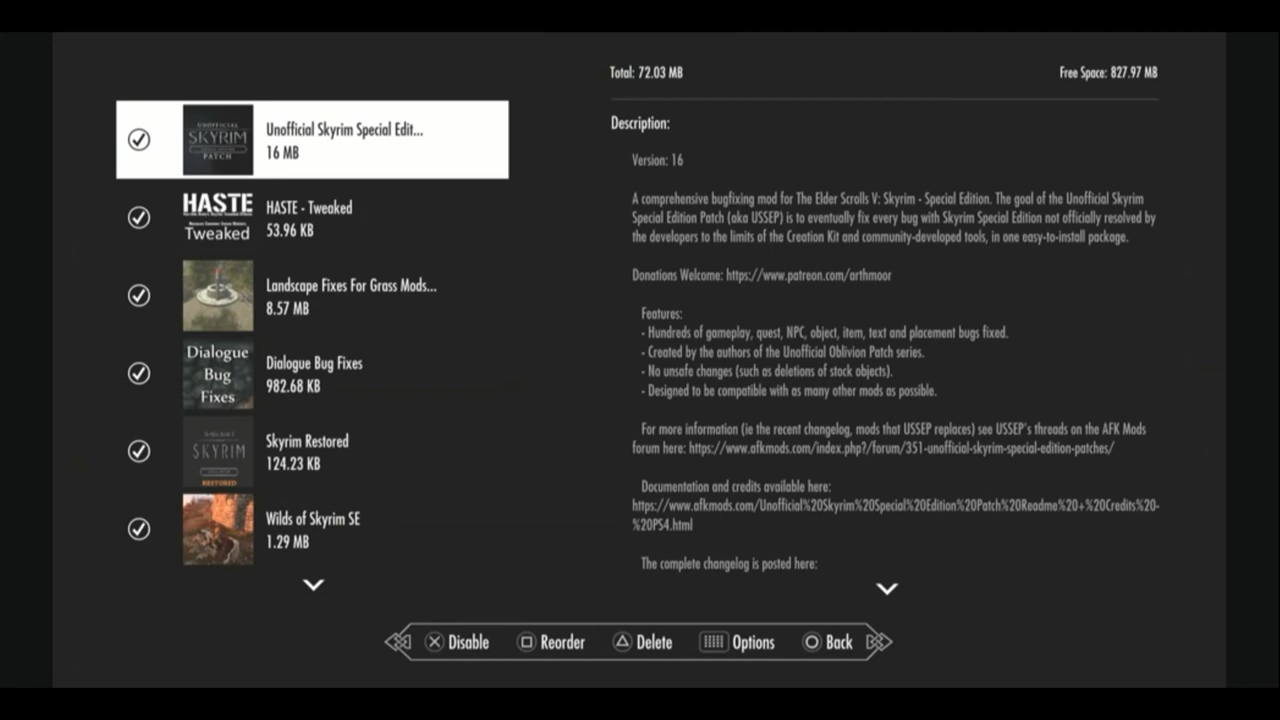 Total: 72.03 MB
Free Space: 827.97 MB
UNOFFICIAL
SKYRIM
PATCH
Unofficial Skyrim Special Edit...
16 MB
HASTE
Tweaked
HASTE - Tweaked
53.96 KB
Landscape Fixes For Grass Mods...
8.57 MB
Dialogue
Bug
Fixes
Dialogue Bug Fixes
982.68 KB
SKYRIM
RESTORED
Skyrim Restored
124.23 KB
Wilds of Skyrim SE
1.29 MB
Description:
Version: 16
A comprehensive bugfixing mod for The Elder Scrolls V: Skyrim - Special Edition. The goal of the Unofficial Skyrim
Special Edition Patch (aka USSEP) is to eventually fix every bug with Skyrim Special Edition not officially resolved by
the developers to the limits of the Creation Kit and community-developed tools, in one easy-to-install package.
Donations Welcome: https://www.patreon.com/arthmoor
Features:
- Hundreds of gameplay, quest, NPC, object, item, text and placement bugs fixed.
- Created by the authors of the Unofficial Oblivion Patch series.
- No unsafe changes (such as deletions of stock objects).
- Designed to be compatible with as many other mods as possible.
For more information (ie the recent changelog, mods that USSEP replaces) see USSEP's threads on the AFK Mods
forum here: https://www.afkmods.com/index.php?/forum/351-unofficial-skyrim-special-edition-patches/
Documentation and credits available here:
https://www.afkmods.com/Unofficial%20Skyrim%20Special%20Edition%20Patch%20Readme%20+%20Credits%20-
%20PS4.html
The complete changelog is posted here:
Disable
Reorder
Delete
Options
Back